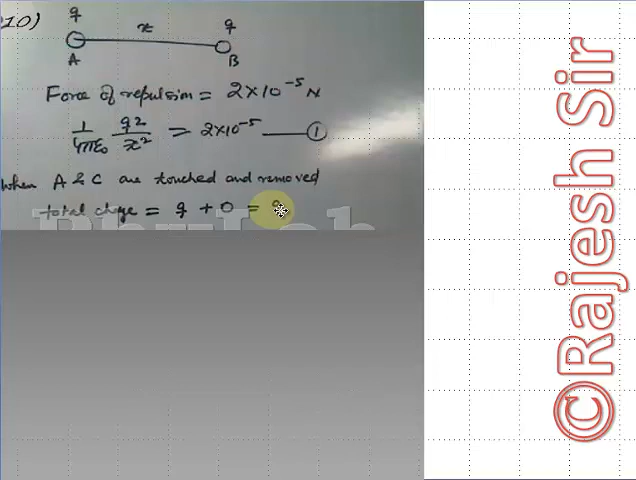 10)
q x q
A B
Force of repulsion = 2×10⁻⁵ N
1/4πε₀ q²/x² = 2×10⁻⁵ ——— ①
When A & C are touched and removed
total charge = q + 0 = q
©Rajesh Sir